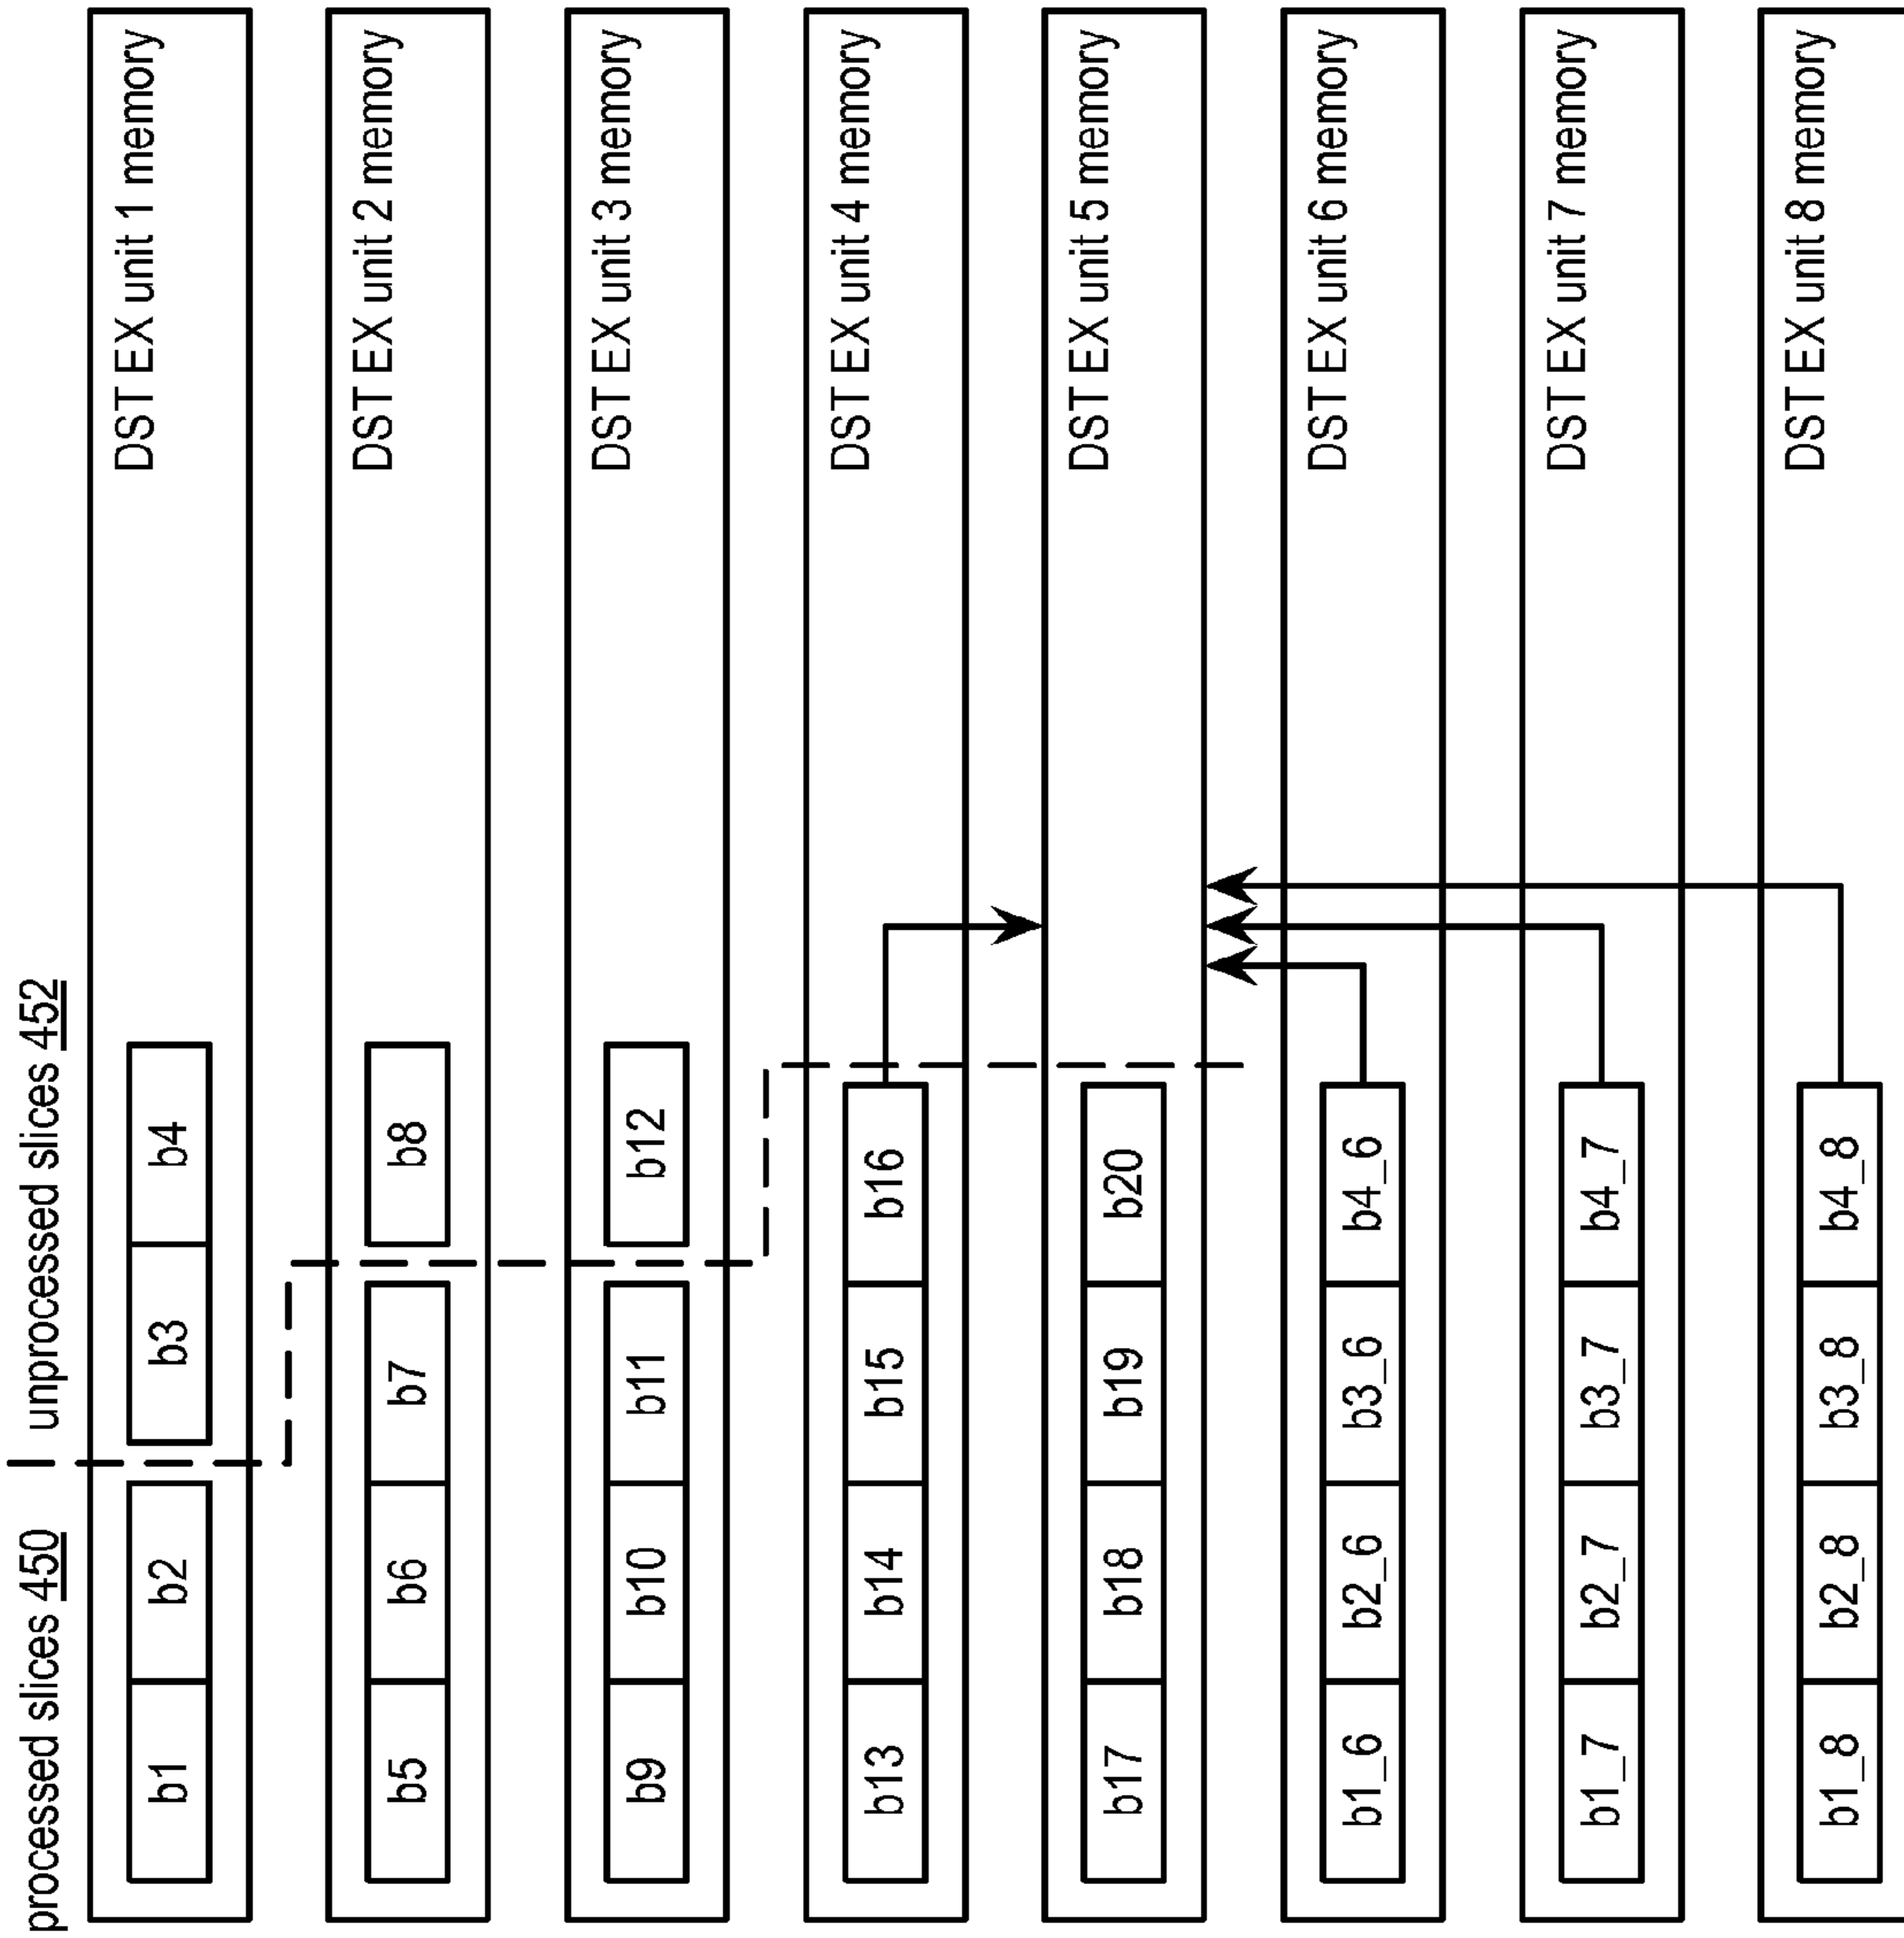 processed slices 450 unprocessed slices 452
b1 b2 b3 b4 DST EX unit 1 memory
b5 b6 b7 b8 DST EX unit 2 memory
b9 b10 b11 b12 DST EX unit 3 memory
b13 b14 b15 b16 DST EX unit 4 memory
b17 b18 b19 b20 DST EX unit 5 memory
b1_6 b2_6 b3_6 b4_6 DST EX unit 6 memory
b1_7 b2_7 b3_7 b4_7 DST EX unit 7 memory
b1_8 b2_8 b3_8 b4_8 DST EX unit 8 memory